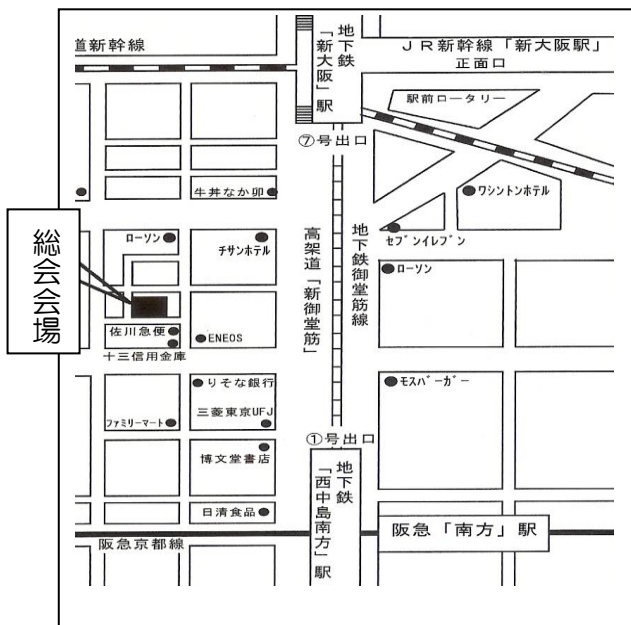 道新幹線
地下鉄
「新大阪」駅
JR新幹線「新大阪駅」
正面口
駅前ロータリー
⑦号出口
牛丼なか卯
ワシントンホテル
総会会場
ローソン
チサンホテル
高架道「新御堂筋」
地下鉄御堂筋線
セブンイレブン
ローソン
佐川急便
ENEOS
十三信用金庫
りそな銀行
モスバーガー
三菱東京UFJ
ファミリーマート
①号出口
博文堂書店
地下鉄
「西中島南方」駅
日清食品
阪急「南方」駅
阪急京都線